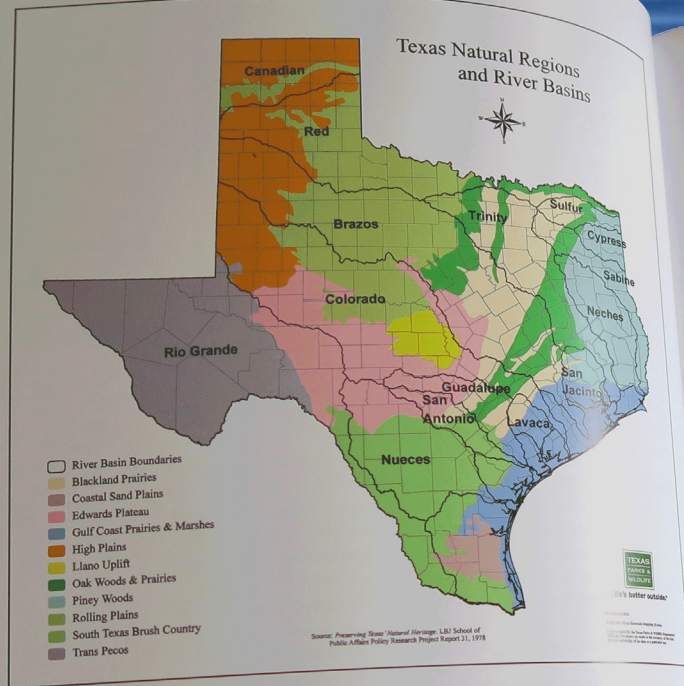 Texas Natural Regions
and River Basins
N
W
E
S
Canadian
Red
Brazos
Trinity
Sulfur
Cypress
Sabine
Neches
Colorado
Rio Grande
Guadalupe
San
Antonio
San
Jacinto
Lavaca
Nueces
River Basin Boundaries
Blackland Prairies
Coastal Sand Plains
Edwards Plateau
Gulf Coast Prairies & Marshes
High Plains
Llano Uplift
Oak Woods & Prairies
Piney Woods
Rolling Plains
South Texas Brush Country
Trans Pecos
TEXAS
PARKS &
WILDLIFE
better outside.
Source: Preserving Texas' Natural Heritage. LBJ School of
Public Affairs Policy Research Project Report 31, 1978